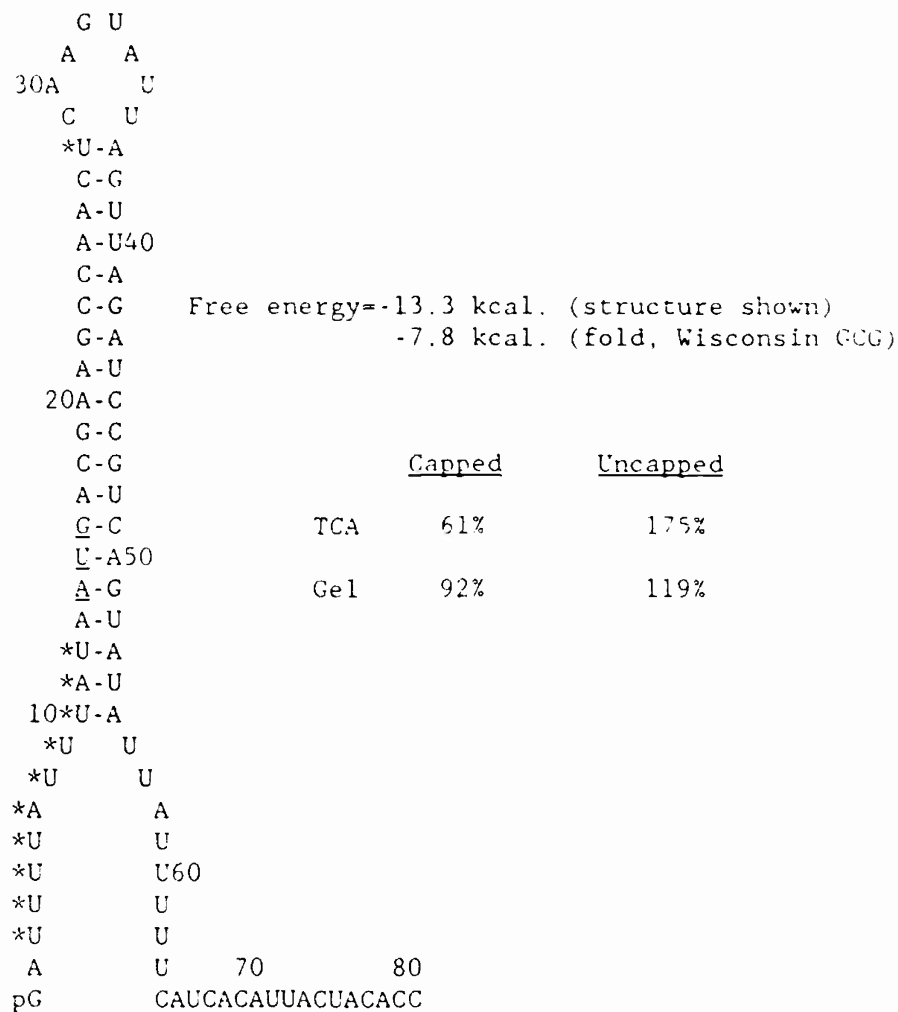 G U
A A
30A U
C U
*U-A
C-G
A-U
A-U40
C-A
C-G Free energy=-13.3 kcal. (structure shown)
G-A -7.8 kcal. (fold, Wisconsin GCG)
A-U
20A-C
G-C
C-G Capped Uncapped
A-U
G-C TCA 61% 175%
U-A50
A-G Gel 92% 119%
A-U
*U-A
*A-U
10*U-A
*U U
*U U
*A A
*U U
*U U60
*U U
*U U
A U 70 80
pG CAUCACAUUACUACACC